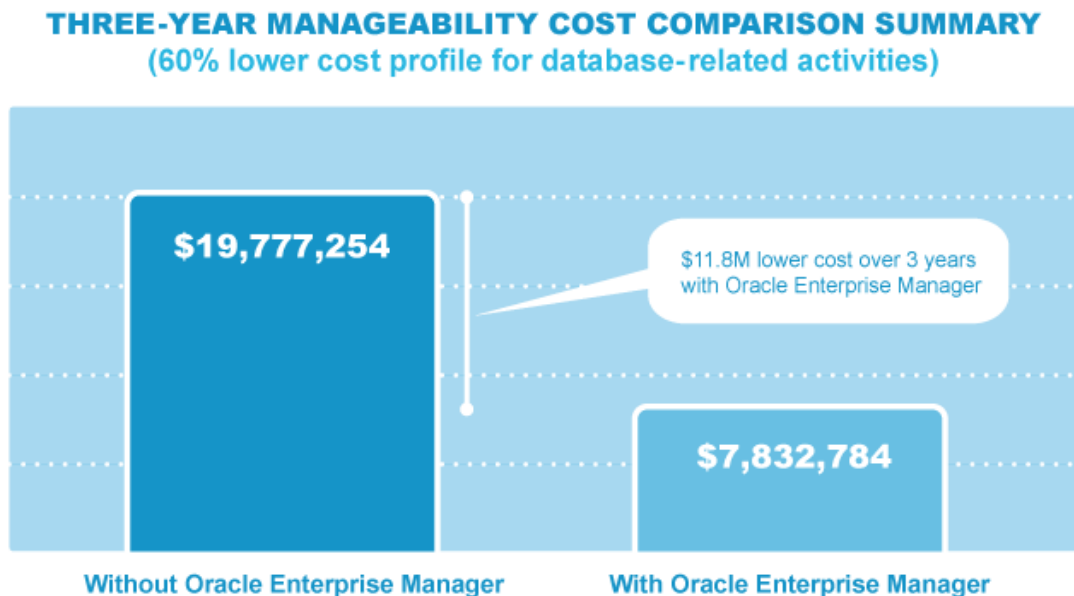 THREE-YEAR MANAGEABILITY COST COMPARISON SUMMARY
(60% lower cost profile for database-related activities)
$19,777,254
$11.8M lower cost over 3 years
with Oracle Enterprise Manager
$7,832,784
Without Oracle Enterprise Manager
With Oracle Enterprise Manager